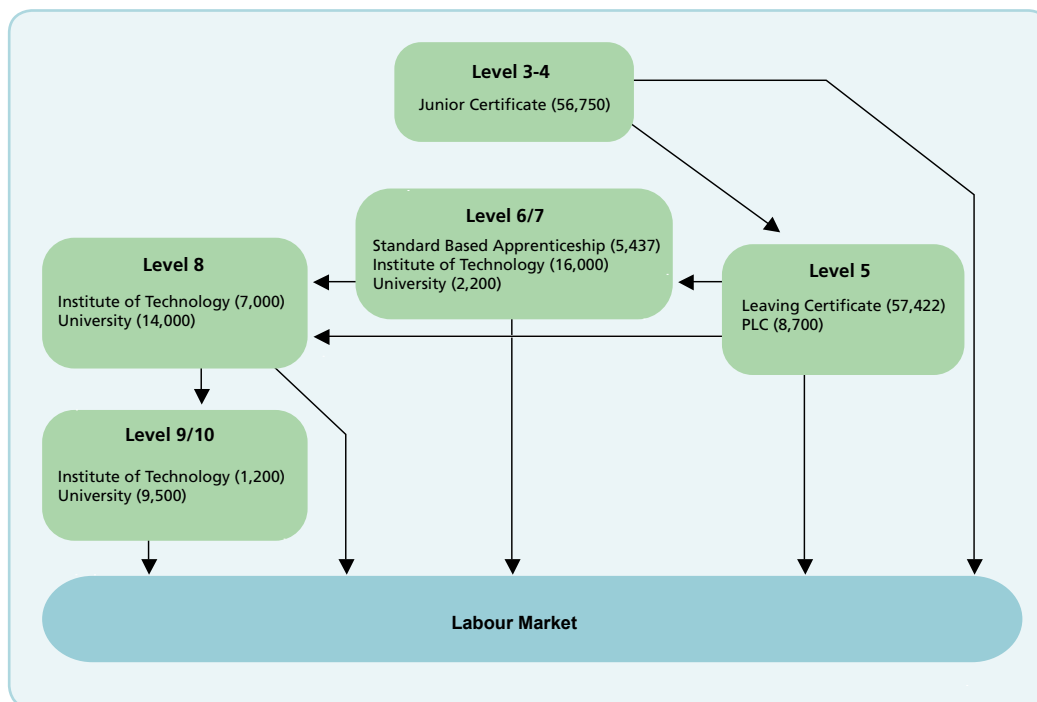 Level 3-4
Junior Certificate (56,750)
Level 6/7
Standard Based Apprenticeship (5,437)
Institute of Technology (16,000)
University (2,200)
Level 8
Institute of Technology (7,000)
University (14,000)
Level 5
Leaving Certificate (57,422)
PLC (8,700)
Level 9/10
Institute of Technology (1,200)
University (9,500)
Labour Market